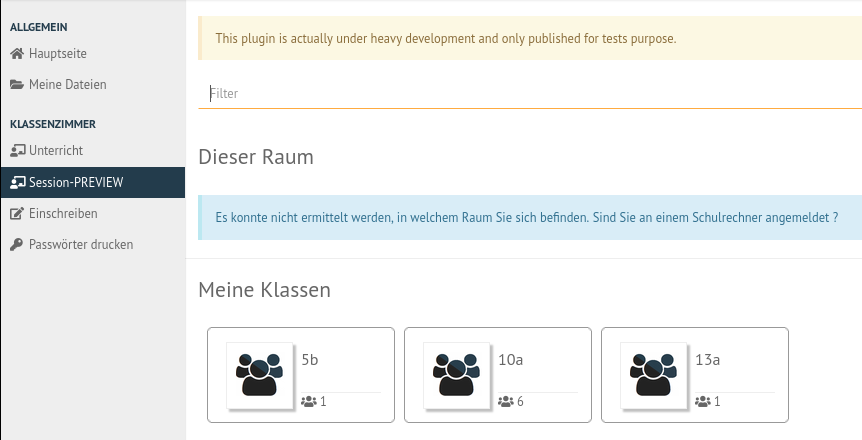 ALLGEMEIN
Hauptseite
Meine Dateien
KLASSENZIMMER
Unterricht
Session-PREVIEW
Einschreiben
Passwörter drucken
This plugin is actually under heavy development and only published for tests purpose.
Filter
Dieser Raum
Es konnte nicht ermittelt werden, in welchem Raum Sie sich befinden. Sind Sie an einem Schulrechner angemeldet ?
Meine Klassen
5b
1
10a
6
13a
1